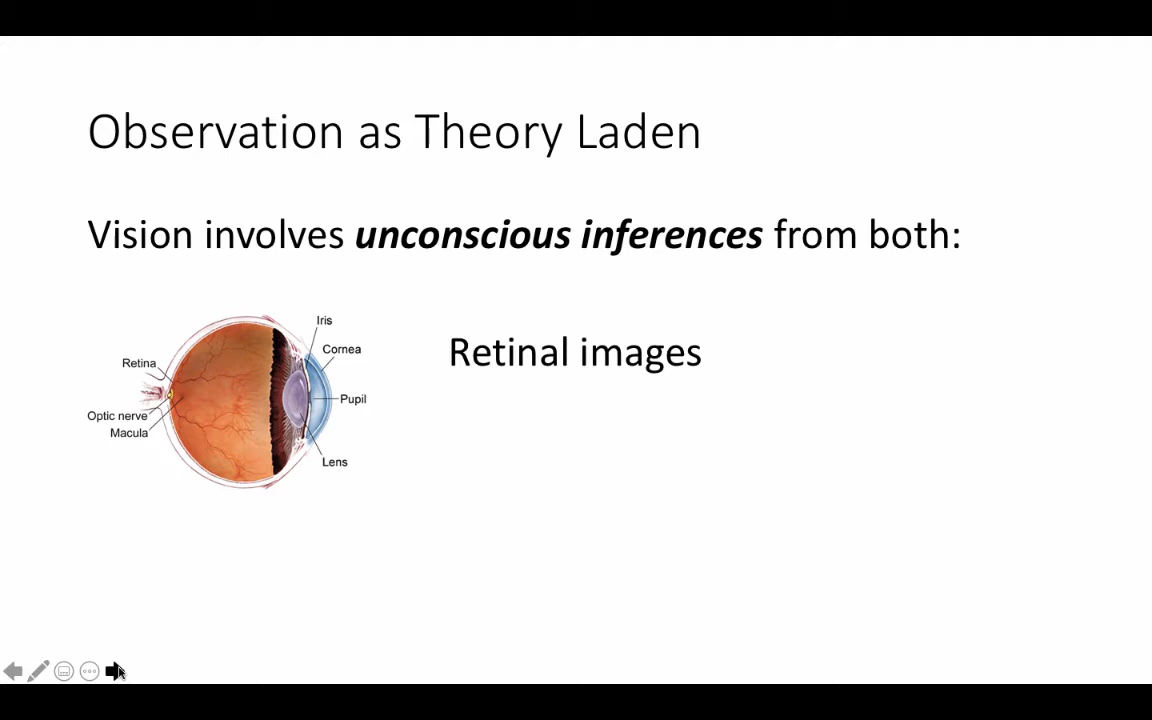 Observation as Theory Laden
Vision involves unconscious inferences from both:
Iris
Cornea
Retina
Retinal images
Pupil
Optic nerve
Macula
Lens